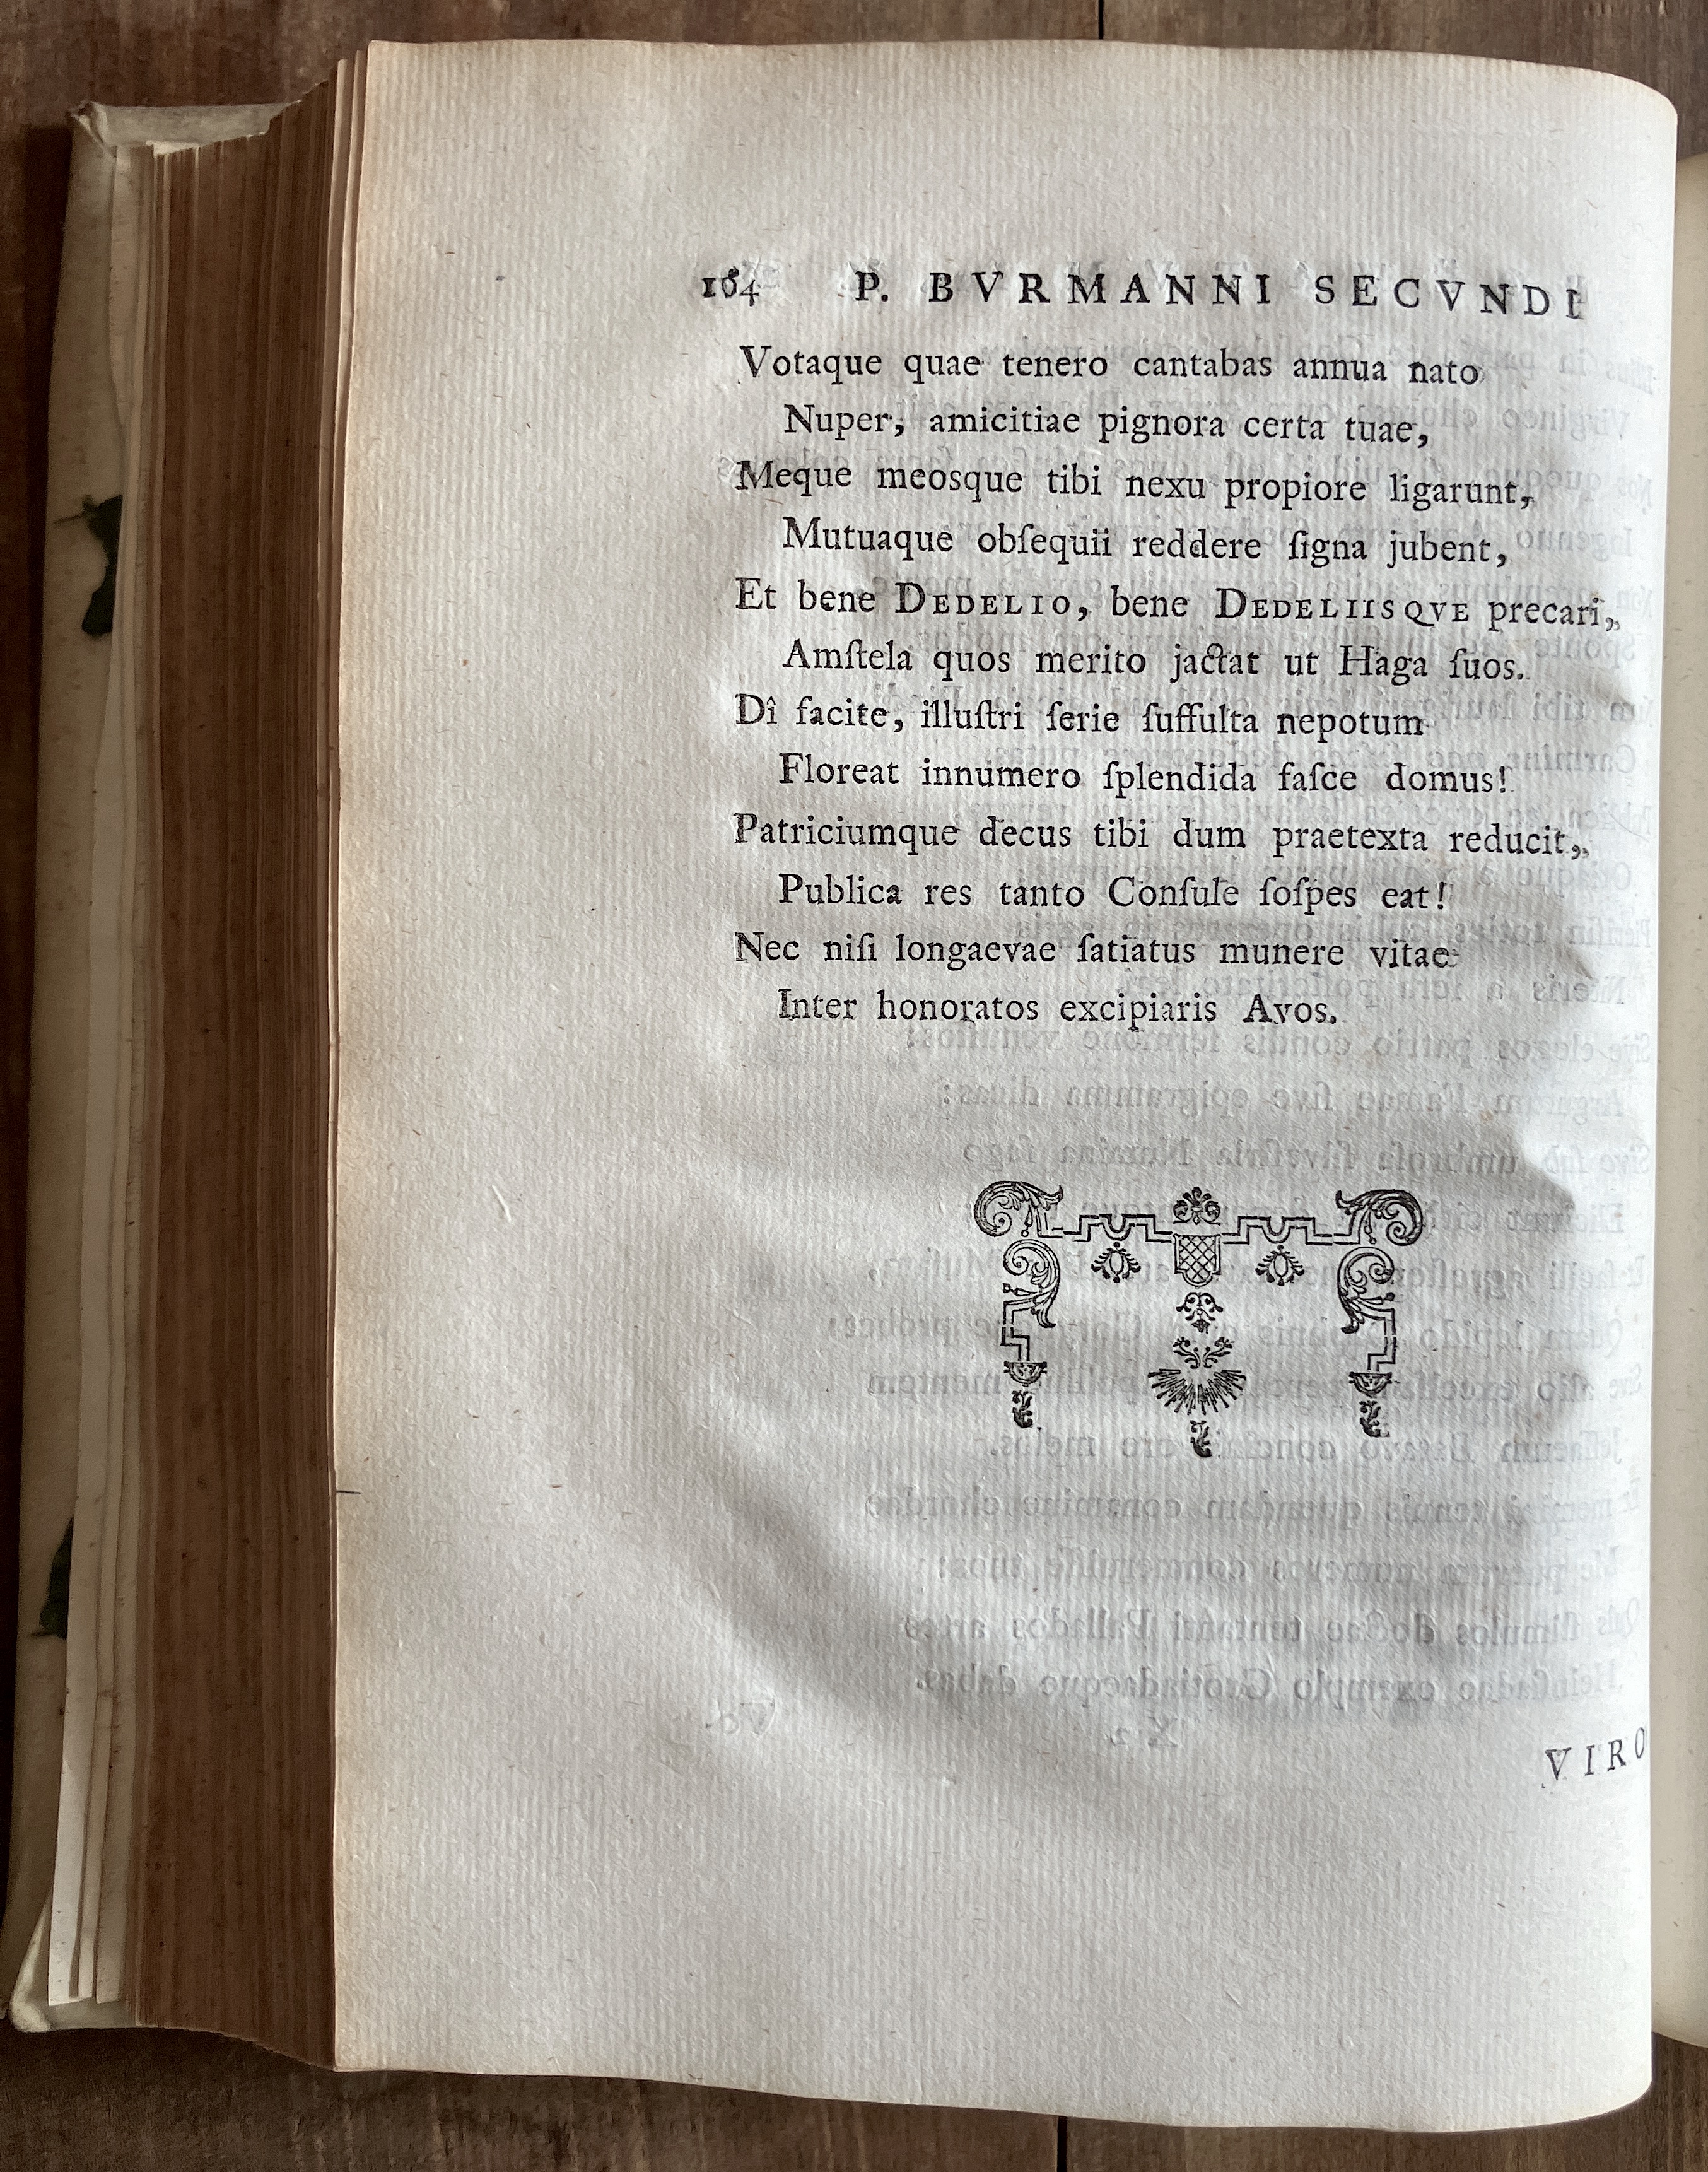 164 P. BVRMANNI SECVNDI
Votaque quae tenero cantabas annua nato
Nuper, amicitiae pignora certa tuae,
Meque meosque tibi nexu propiore ligarunt,
Mutuaque obſequii reddere ſigna jubent,
Et bene DEDELIO, bene DEDELIISQVE precari,
Amſtela quos merito jactat ut Haga ſuos.
Dî facite, illuſtri ſerie ſuffulta nepotum
Floreat innumero ſplendida faſce domus!
Patriciumque decus tibi dum praetexta reducit,
Publica res tanto Conſule ſoſpes eat!
Nec niſi longaevae ſatiatus munere vitae
Inter honoratos excipiaris Avos.
VIRO